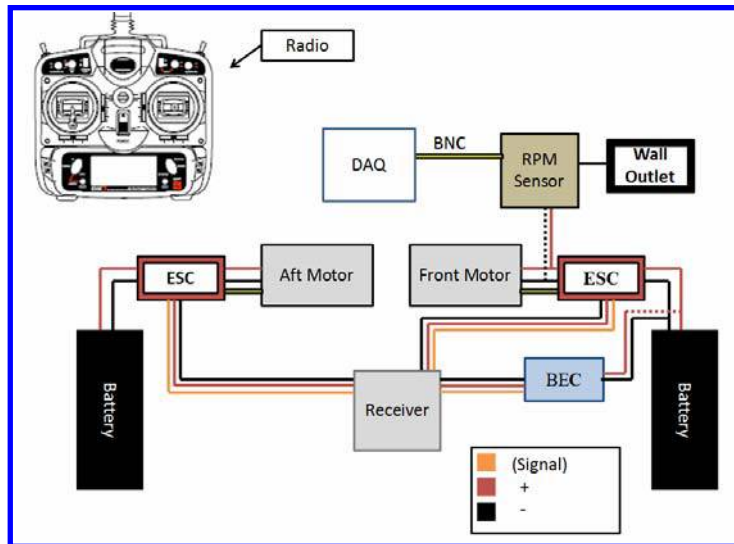 Radio
DAQ
BNC
RPM
Sensor
Wall
Outlet
ESC
Aft Motor
Front Motor
ESC
Battery
Receiver
BEC
Battery
(Signal)
+
-